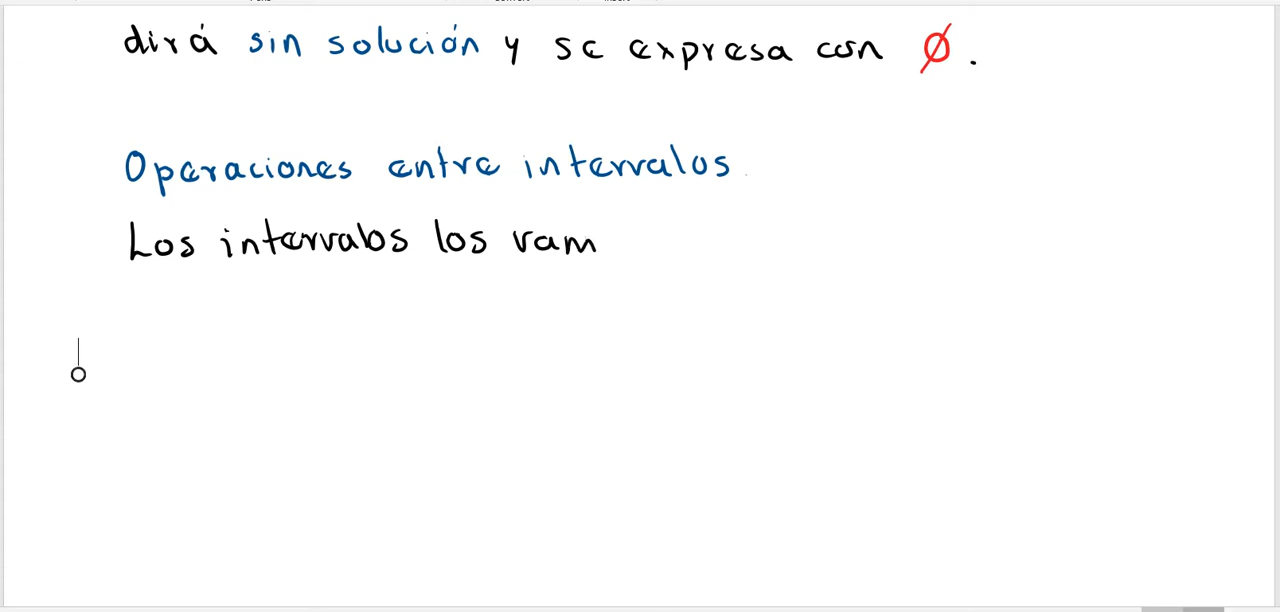 dirá sin solución y se expresa con ∅.
Operaciones entre intervalos
Los intervalos los vam